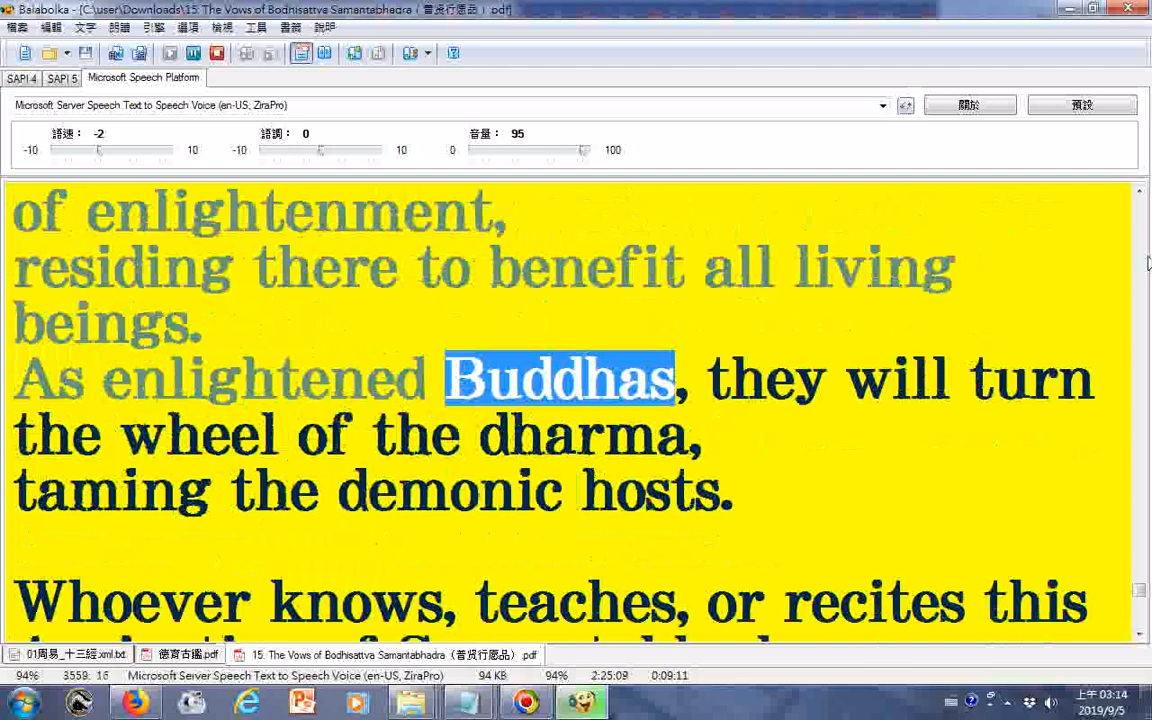 Balabolka - [C:\user\Downloads\15. The Vows of Bodhisattva Samantabhadra（普贤行愿品）.pdf]
檔案 編輯 文字 朗讀 引擎 選項 檢視 工具 書籤 說明
SAPI 4 SAPI 5 Microsoft Speech Platform
Microsoft Server Speech Text to Speech Voice (en-US, ZiraPro) 關於 預設
語速： -2 語調： 0 音量： 95
-10 10 -10 10 0 100
of enlightenment,
residing there to benefit all living
beings.
As enlightened Buddhas, they will turn
the wheel of the dharma,
taming the demonic hosts.
Whoever knows, teaches, or recites this
01周易_十三經.xml.txt 德育古鑑.pdf 15. The Vows of Bodhisattva Samantabhadra（普贤行愿品）.pdf
94% 3559: 16 Microsoft Server Speech Text to Speech Voice (en-US, ZiraPro) 94 KB 94% 2:25:09 0:09:11
上午 03:14
2019/9/5